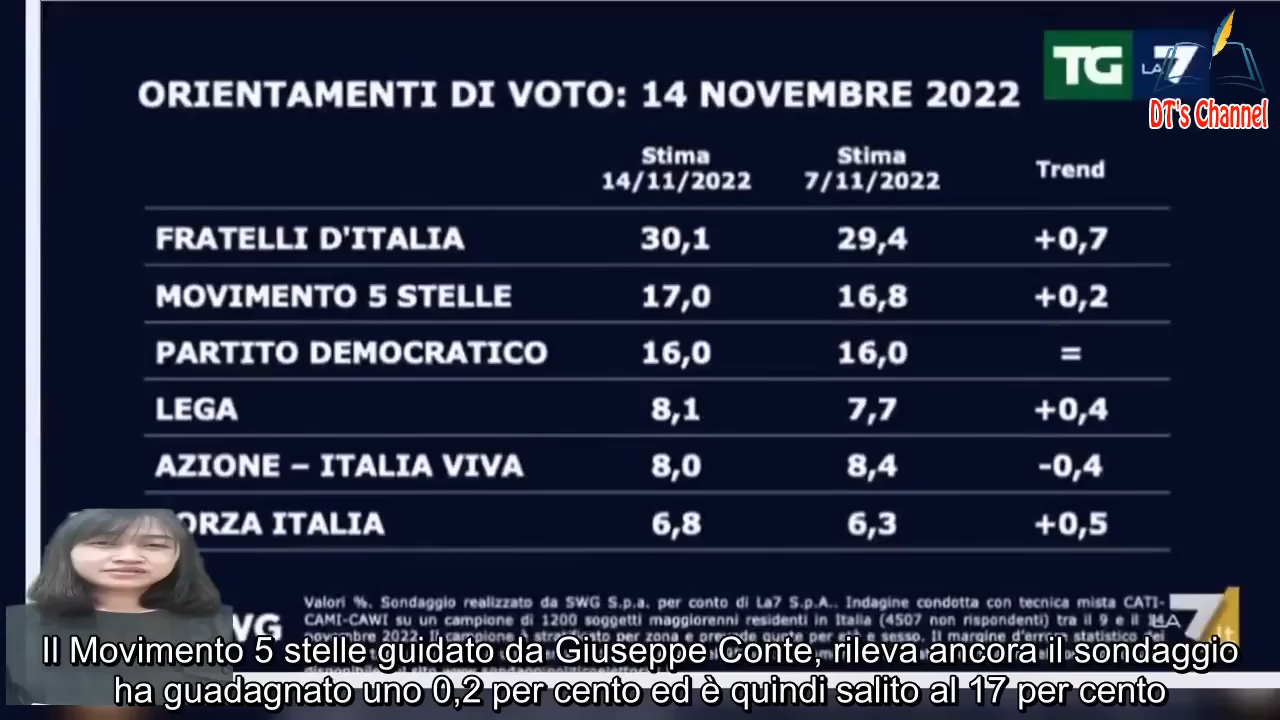 TG LA 7
DT's Channel
ORIENTAMENTI DI VOTO: 14 NOVEMBRE 2022
Stima 14/11/2022 Stima 7/11/2022 Trend
FRATELLI D'ITALIA 30,1 29,4 +0,7
MOVIMENTO 5 STELLE 17,0 16,8 +0,2
PARTITO DEMOCRATICO 16,0 16,0 =
LEGA 8,1 7,7 +0,4
AZIONE – ITALIA VIVA 8,0 8,4 -0,4
ORZA ITALIA 6,8 6,3 +0,5
WG
Valori %. Sondaggio realizzato da SWG S.p.a. per conto di La7 S.p.A.. Indagine condotta con tecnica mista CATI-
CAMI-CAWI su un campione di 1200 soggetti maggiorenni residenti in Italia (4507 non rispondenti) tra il 9 e il
LA 7 .it
Il Movimento 5 stelle guidato da Giuseppe Conte, rileva ancora il sondaggio
ha guadagnato uno 0,2 per cento ed è quindi salito al 17 per cento